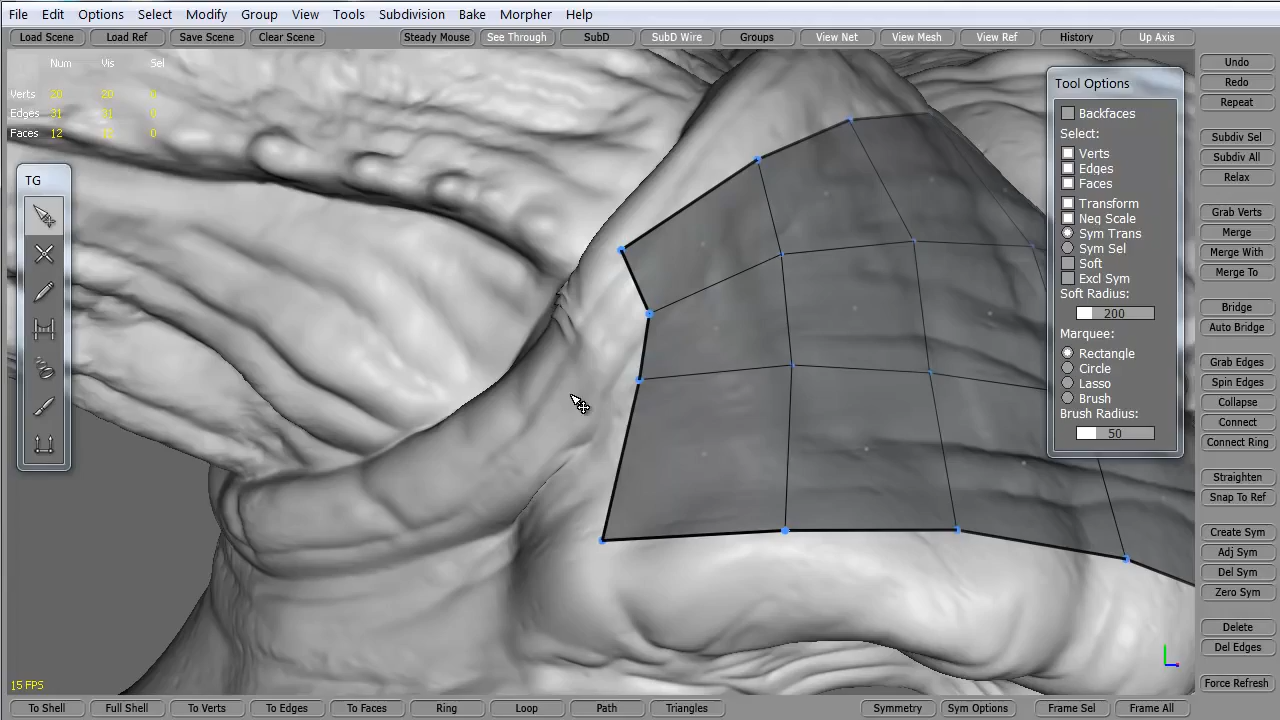 File Edit Options Select Modify Group View Tools Subdivision Bake Morpher Help
Load Scene Load Ref Save Scene Clear Scene Steady Mouse See Through SubD SubD Wire Groups View Net View Mesh View Ref History Up Axis
Num Vis Sel
Verts 20 20 0
Edges 31 31 0
Faces 12 12 0
TG
Tool Options
Backfaces
Select:
Verts
Edges
Faces
Transform
Neg Scale
Sym Trans
Sym Sel
Soft
Excl Sym
Soft Radius:
200
Marquee:
Rectangle
Circle
Lasso
Brush
Brush Radius:
50
Undo
Redo
Repeat
Subdiv Sel
Subdiv All
Relax
Grab Verts
Merge
Merge With
Merge To
Bridge
Auto Bridge
Grab Edges
Spin Edges
Collapse
Connect
Connect Ring
Straighten
Snap To Ref
Create Sym
Adj Sym
Del Sym
Zero Sym
Delete
Del Edges
Force Refresh
15 FPS
To Shell Full Shell To Verts To Edges To Faces Ring Loop Path Triangles Symmetry Sym Options Frame Sel Frame All